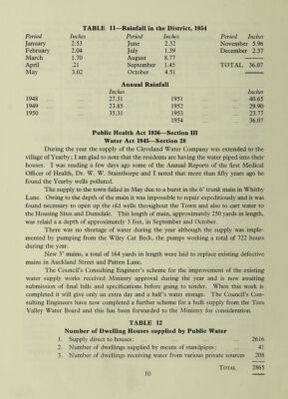 TABLE 11—Rainfall in the District, 1954
Period Inches Period Inches Period Inches
January 2.53 June 2.32 November 5.96
February 2.04 July 1.39 December 2.37
March 1.70 August 8.77
April .21 September 1.45 TOTAL 36.07
May 3.02 October 4.51
Annual Rainfall
Inches Inches
1948 27.31 1951 40.65
1949 23.85 1952 29.90
1950 35.31 1953 23.77
1954 36.07
Public Health Act 1936—Section III
Water Act 1945—Section 28
During the year the supply of the Cleveland Water Company was extended to the
village of Yearby; I am glad to note that the residents are having the water piped into their
houses. I was reading a few days ago some of the Annual Reports of the first Medical
Officer of Health, Dr. W. W. Stainthorpe and I noted that more than fifty years ago he
found the Yearby wells polluted.
The supply to the town failed in May due to a burst in the 6" trunk main in Whitby
Lane. Owing to the depth of the main it was impossible to repair expeditiously and it was
found necessary to open up the old wells throughout the Town and also to cart water to
the Housing Sites and Dunsdale. This length of main, approximately 250 yards in length,
was relaid a a depth of approximately 3 feet, in September and October.
There was no shortage of water during the year although the supply was imple-
mented by pumping from the Wiley Cat Beck, the pumps working a total of 722 hours
during the year.
New 3" mains, a total of 164 yards in length were laid to replace existing defective
mains in Auckland Street and Patten Lane.
The Council's Consulting Engineer's scheme for the improvement of the existing
water supply works received Ministry approval during the year and is now awaiting
submission of final bills and specifications before going to tender. When this work is
completed it will give only an extra day and a half's water storage. The Council's Con-
sulting Engineers have now completed a further scheme for a bulk supply from the Tees
Valley Water Board and this has been forwarded to the Ministry for consideration.
TABLE 12
Number of Dwelling Houses supplied by Public Water
1. Supply direct to houses: 2616
2. Number of dwellings supplied by means of standpipes: 41
3. Number of dwellings receiving water from various private sources 208
TOTAL 2865
10